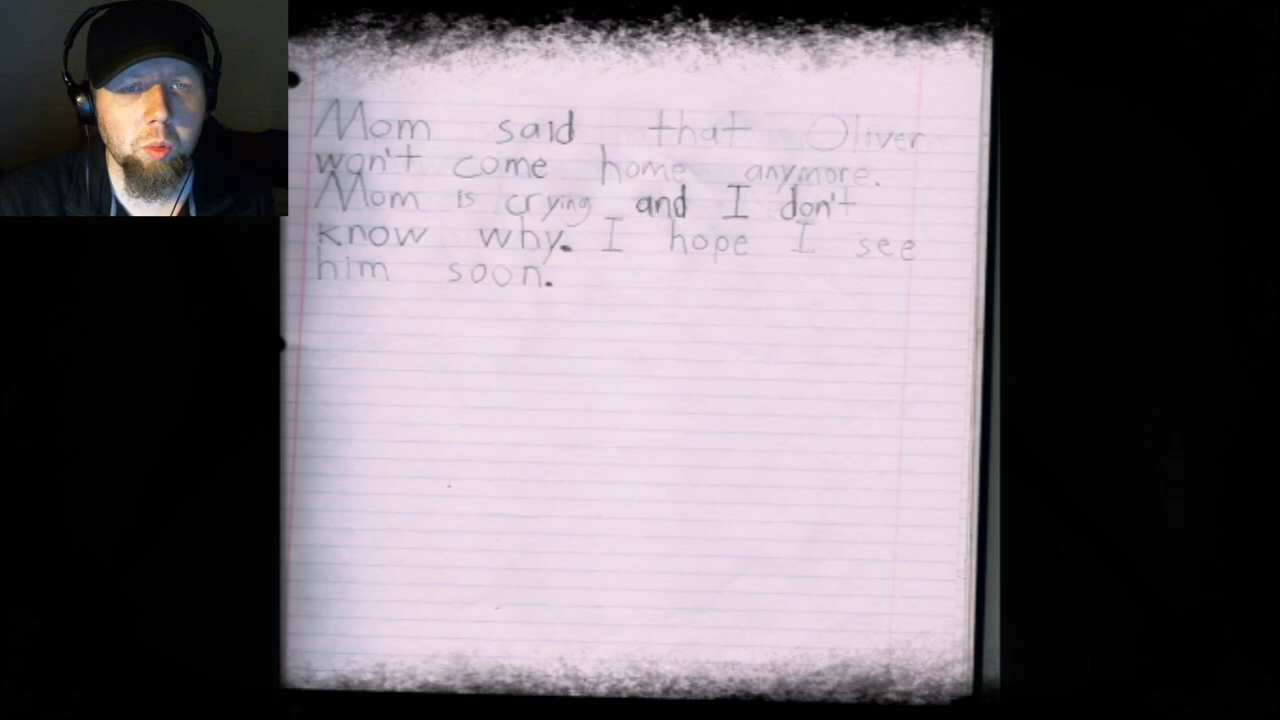 Mom said that Oliver
won't come home anymore.
Mom is crying and I don't
know why. I hope I see
him soon.